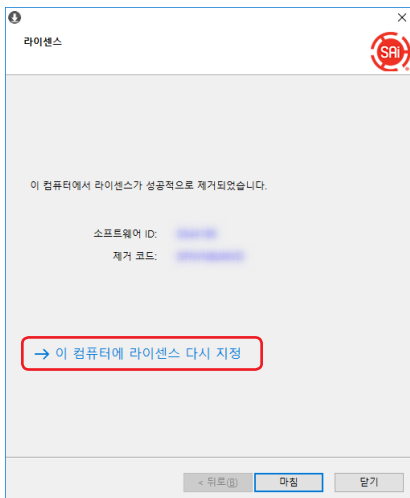 라이센스
SAi
이 컴퓨터에서 라이센스가 성공적으로 제거되었습니다.
소프트웨어 ID:
제거 코드:
→ 이 컴퓨터에 라이센스 다시 지정
< 뒤로(B)
마침
닫기